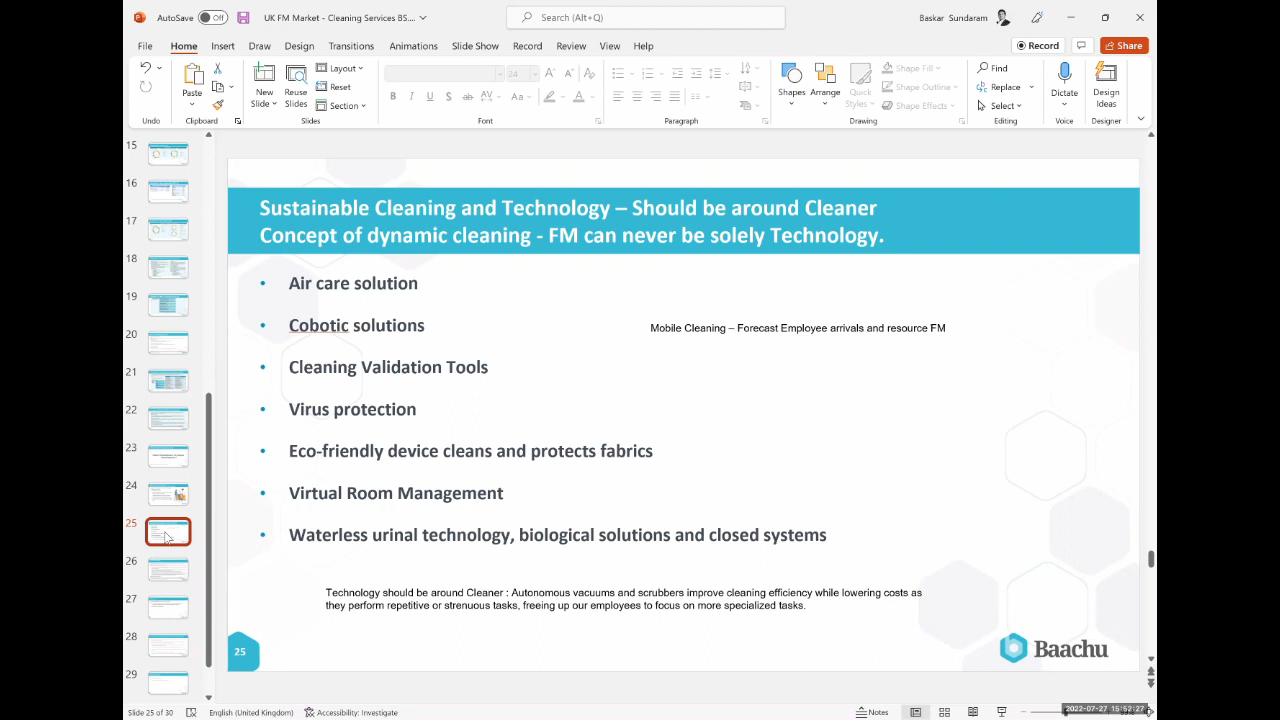 AutoSave Off UK FM Market - Cleaning Services BS.... Search (Alt+Q) Baskar Sundaram
File Home Insert Draw Design Transitions Animations Slide Show Record Review View Help Record Share
Paste New Slide Reuse Slides Layout Reset Section 24 Shapes Arrange Quick Styles Shape Fill Shape Outline Shape Effects Find Replace Select Dictate Design Ideas
Undo Clipboard Slides Font Paragraph Drawing Editing Voice Designer
15
16
17
18
19
20
21
22
23
24
25
26
27
28
29
Sustainable Cleaning and Technology – Should be around Cleaner
Concept of dynamic cleaning - FM can never be solely Technology.
• Air care solution
• Cobotic solutions
Mobile Cleaning – Forecast Employee arrivals and resource FM
• Cleaning Validation Tools
• Virus protection
• Eco-friendly device cleans and protects fabrics
• Virtual Room Management
• Waterless urinal technology, biological solutions and closed systems
Technology should be around Cleaner : Autonomous vacuums and scrubbers improve cleaning efficiency while lowering costs as
they perform repetitive or strenuous tasks, freeing up our employees to focus on more specialized tasks.
25
Baachu
Slide 25 of 30 English (United Kingdom) Accessibility: Investigate Notes 2022-07-27 15:52:27